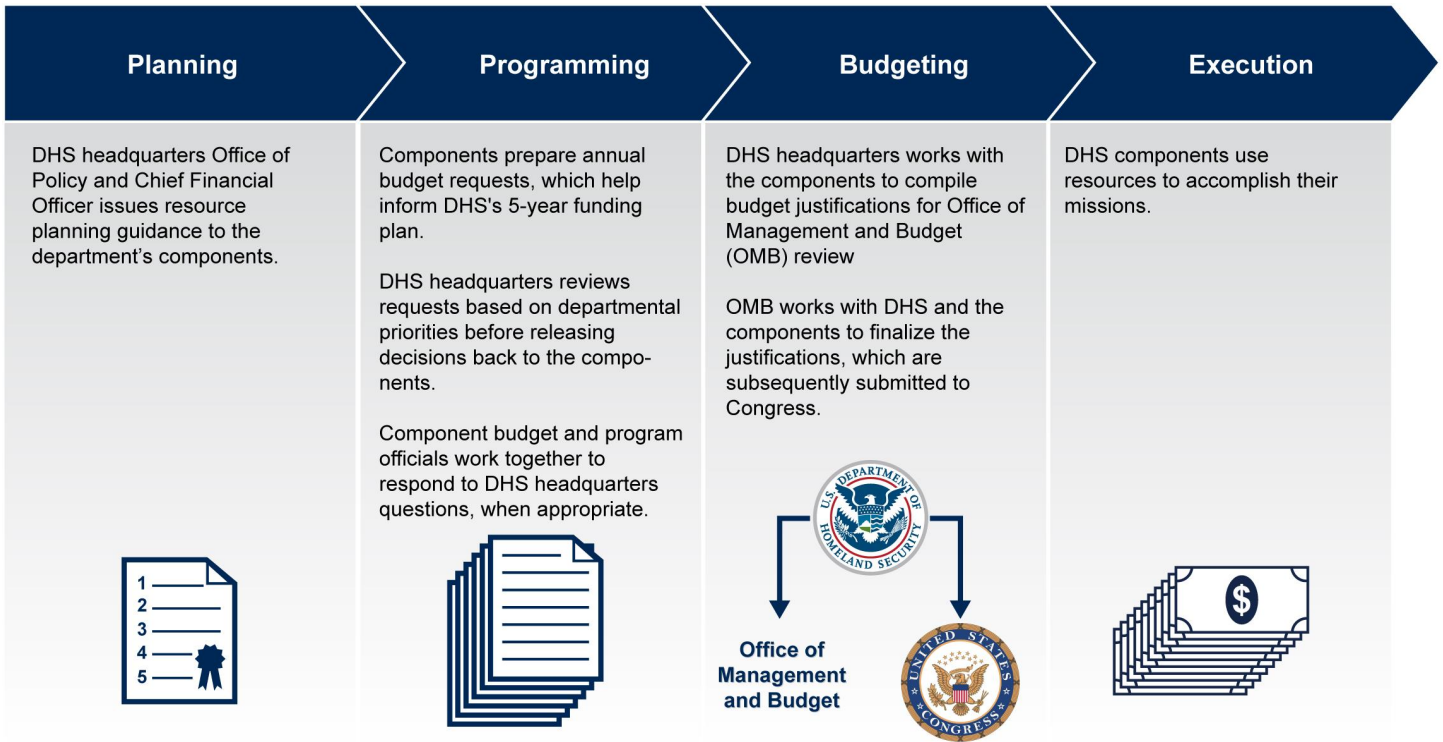 Planning
Programming
Budgeting
Execution
DHS headquarters Office of
Policy and Chief Financial
Officer issues resource
planning guidance to the
department’s components.
1
2
3
4
5
Components prepare annual
budget requests, which help
inform DHS's 5-year funding
plan.
DHS headquarters reviews
requests based on departmental
priorities before releasing
decisions back to the compo-
nents.
Component budget and program
officials work together to
respond to DHS headquarters
questions, when appropriate.
DHS headquarters works with
the components to compile
budget justifications for Office of
Management and Budget
(OMB) review
OMB works with DHS and the
components to finalize the
justifications, which are
subsequently submitted to
Congress.
U.S. DEPARTMENT OF
HOMELAND SECURITY
Office of
Management
and Budget
UNITED STATES
CONGRESS
DHS components use
resources to accomplish their
missions.
$